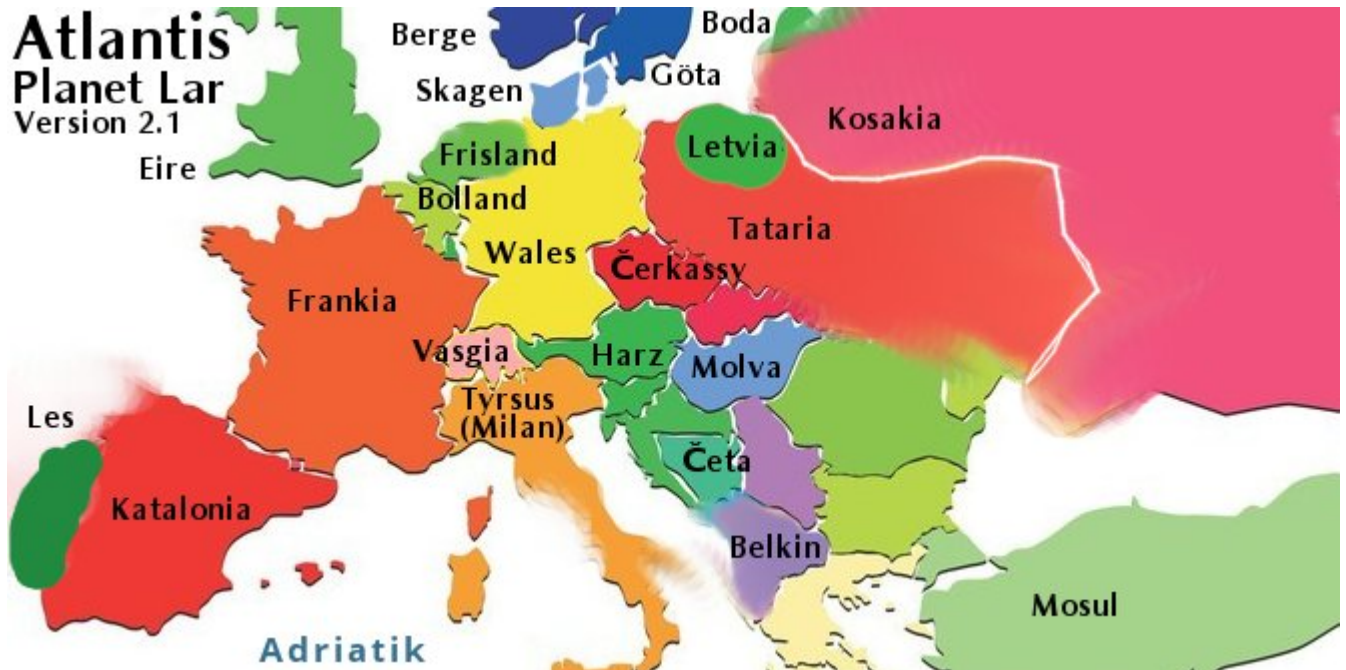 Atlantis
Planet Lar
Version 2.1
Berge
Boda
Skagen
Göta
Kosakia
Eire
Frisland
Letvia
Bolland
Tataria
Wales
Čerkassy
Frankia
Vasgia
Harz
Molva
Tyrsus
(Milan)
Les
Četa
Katalonia
Belkin
Mosul
Adriatik